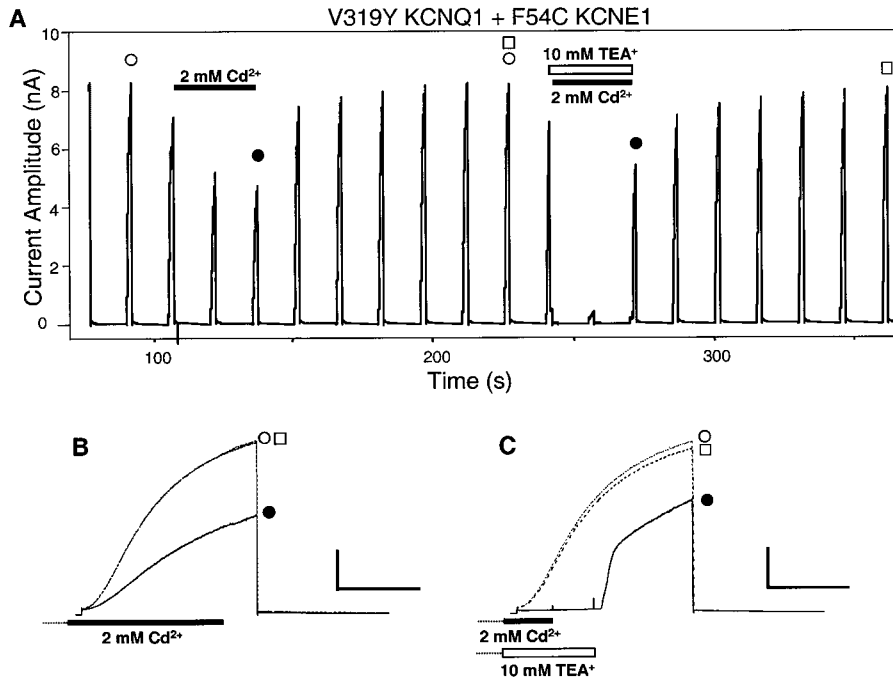 V319Y KCNQ1 + F54C KCNE1
A
Current Amplitude (nA)
10
8
6
4
2
0
2 mM Cd²⁺
10 mM TEA⁺
2 mM Cd²⁺
100
200
300
Time (s)
B
2 mM Cd²⁺
C
2 mM Cd²⁺
10 mM TEA⁺